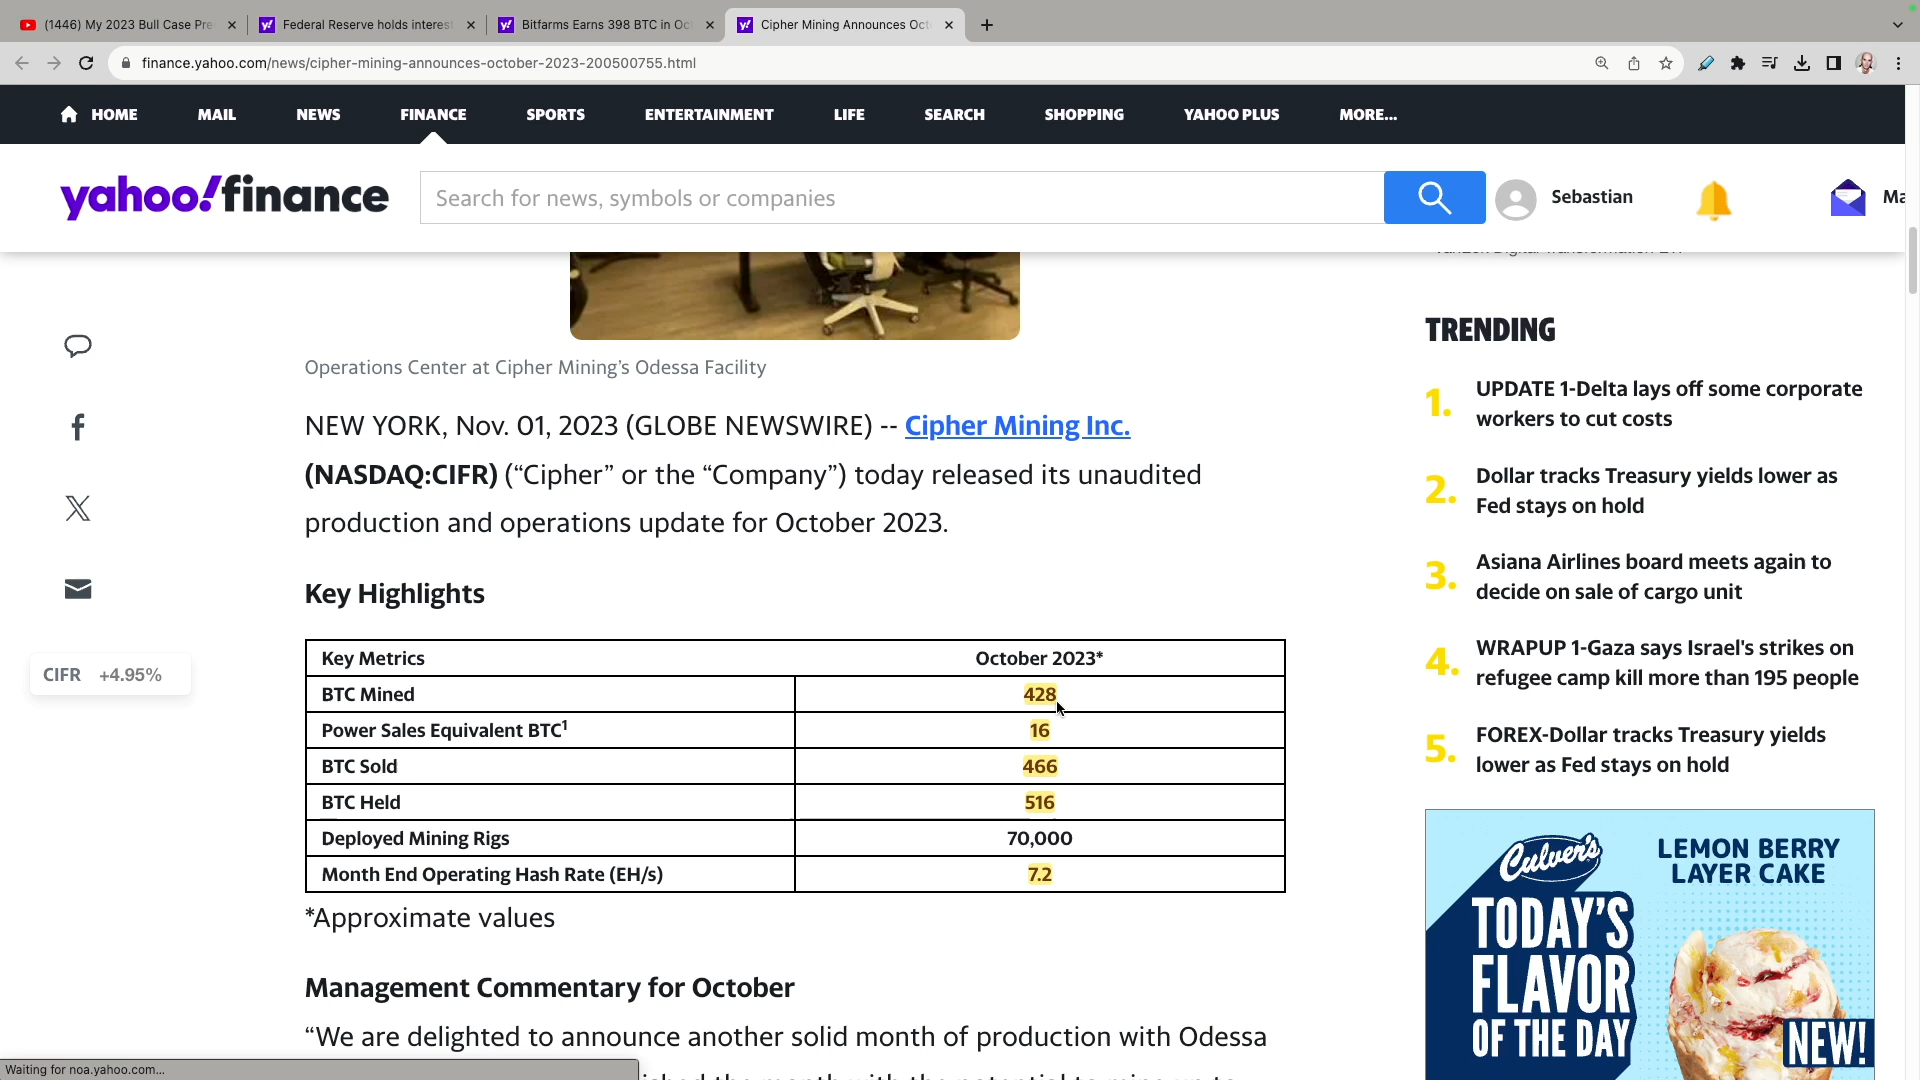 (1446) My 2023 Bull Case Pre
Federal Reserve holds interest
Bitfarms Earns 398 BTC in Oct
Cipher Mining Announces Octo
finance.yahoo.com/news/cipher-mining-announces-october-2023-200500755.html
HOME MAIL NEWS FINANCE SPORTS ENTERTAINMENT LIFE SEARCH SHOPPING YAHOO PLUS MORE...
yahoo!finance
Search for news, symbols or companies
Sebastian
Ma
Operations Center at Cipher Mining’s Odessa Facility
NEW YORK, Nov. 01, 2023 (GLOBE NEWSWIRE) -- Cipher Mining Inc.
(NASDAQ:CIFR) (“Cipher” or the “Company”) today released its unaudited
production and operations update for October 2023.
Key Highlights
CIFR +4.95%
Key Metrics October 2023*
BTC Mined 428
Power Sales Equivalent BTC1 16
BTC Sold 466
BTC Held 516
Deployed Mining Rigs 70,000
Month End Operating Hash Rate (EH/s) 7.2
*Approximate values
Management Commentary for October
“We are delighted to announce another solid month of production with Odessa
TRENDING
1. UPDATE 1-Delta lays off some corporate
workers to cut costs
2. Dollar tracks Treasury yields lower as
Fed stays on hold
3. Asiana Airlines board meets again to
decide on sale of cargo unit
4. WRAPUP 1-Gaza says Israel's strikes on
refugee camp kill more than 195 people
5. FOREX-Dollar tracks Treasury yields
lower as Fed stays on hold
Culver's
LEMON BERRY
LAYER CAKE
TODAY'S
FLAVOR
OF THE DAY
NEW!
Waiting for noa.yahoo.com...